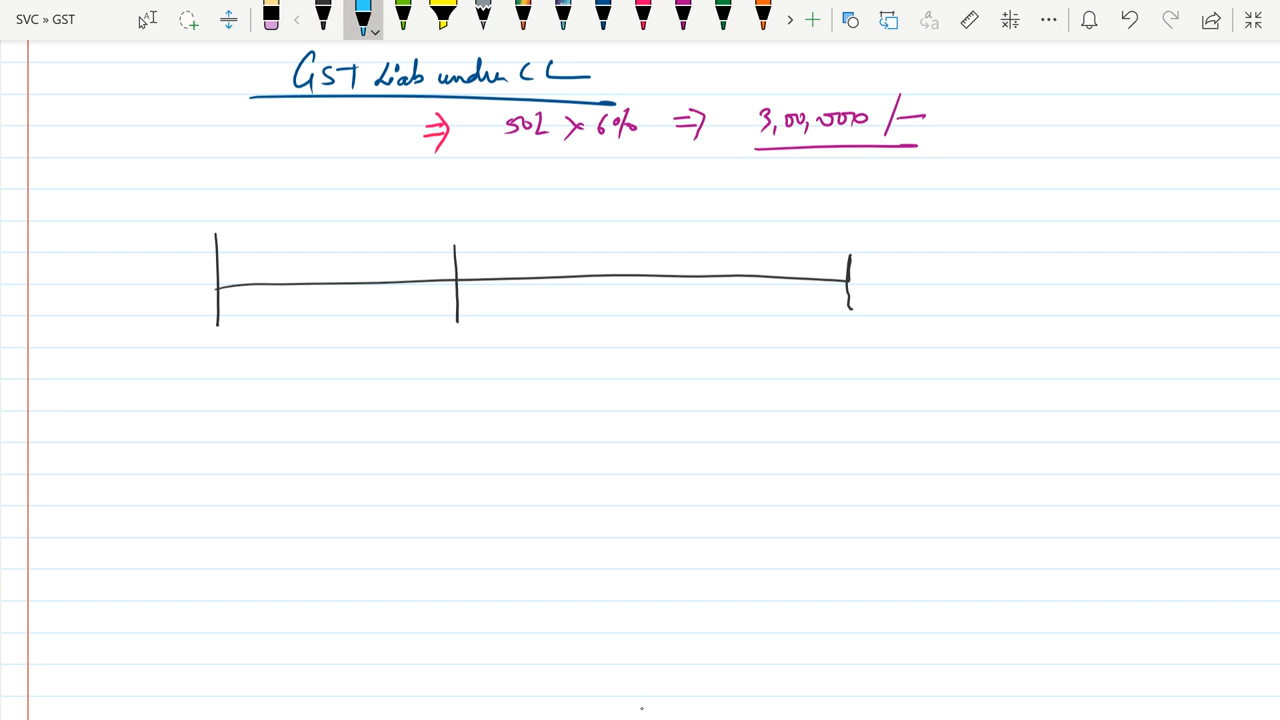 SVC » GST
GST Liab under CL
⇒ 50L × 6% ⇒ 3,00,000/-